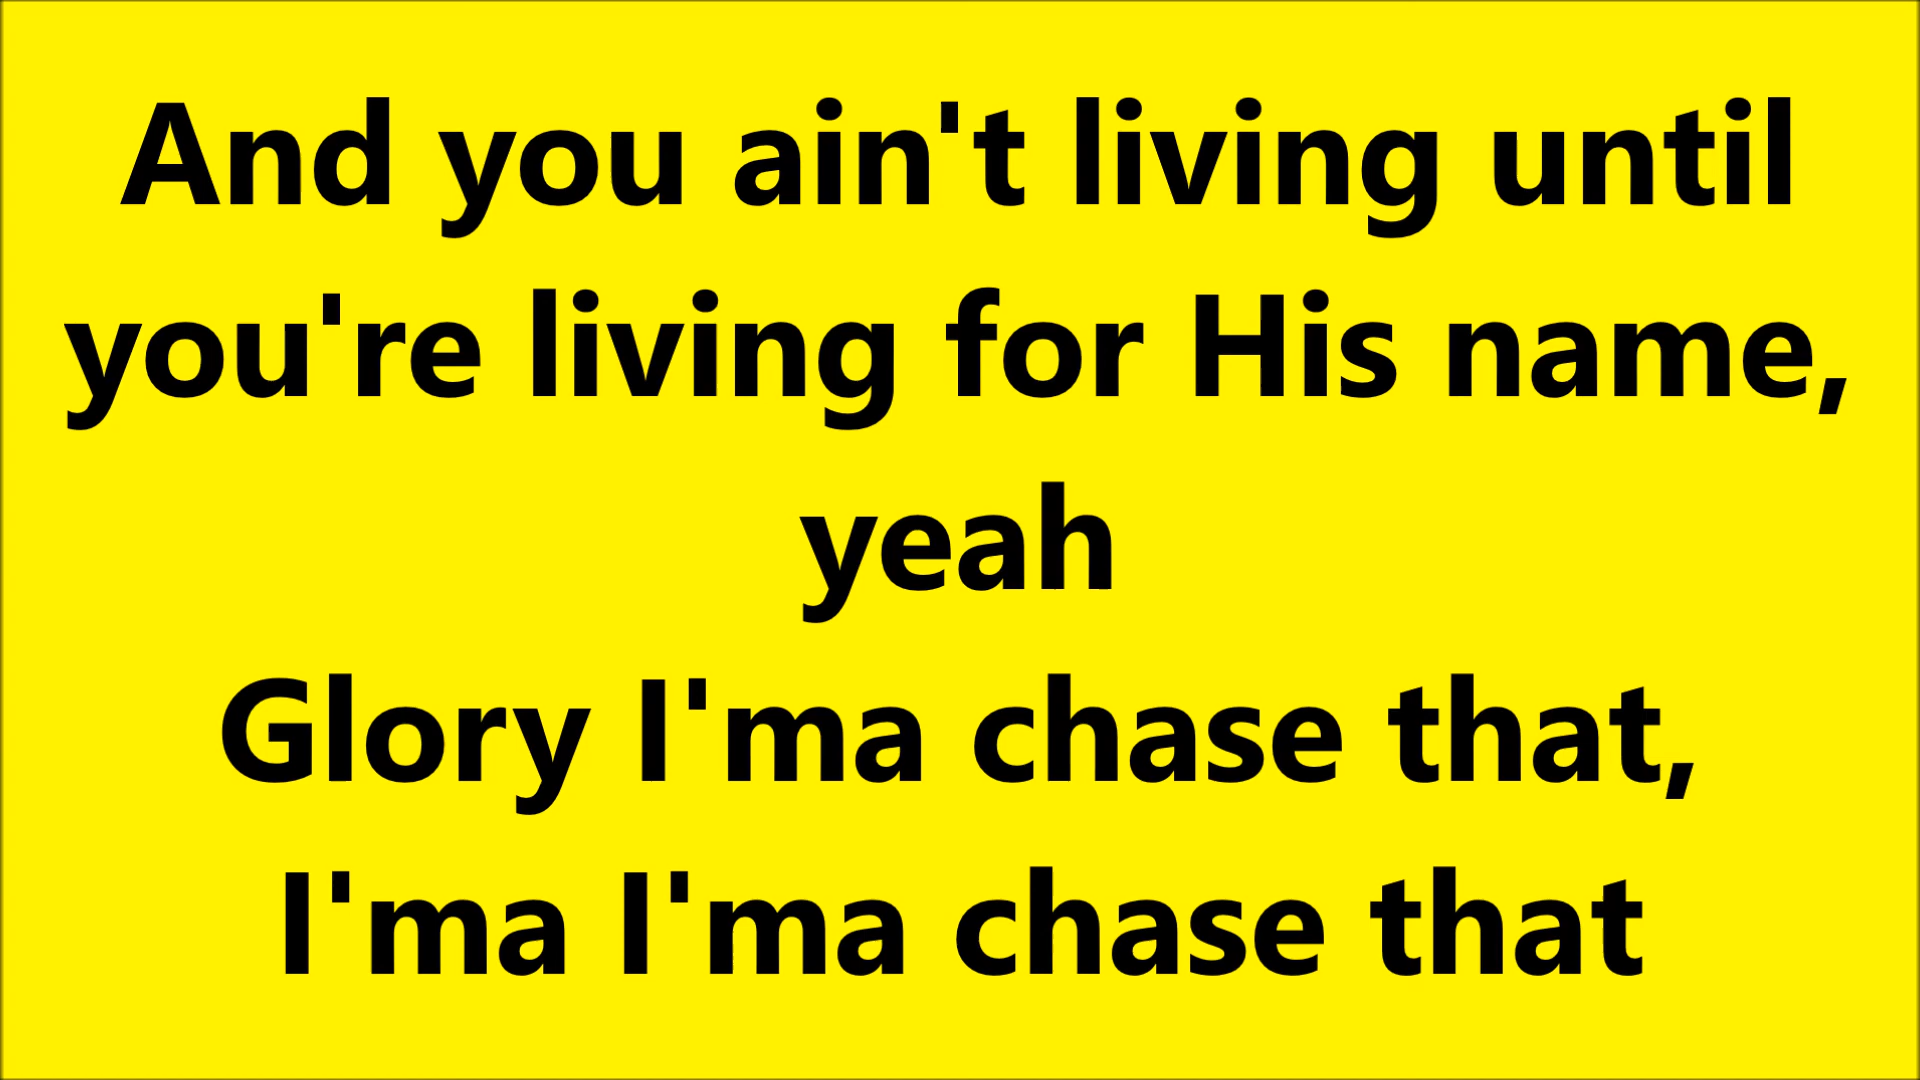 And you ain't living until
you're living for His name,
yeah
Glory I'ma chase that,
I'ma I'ma chase that